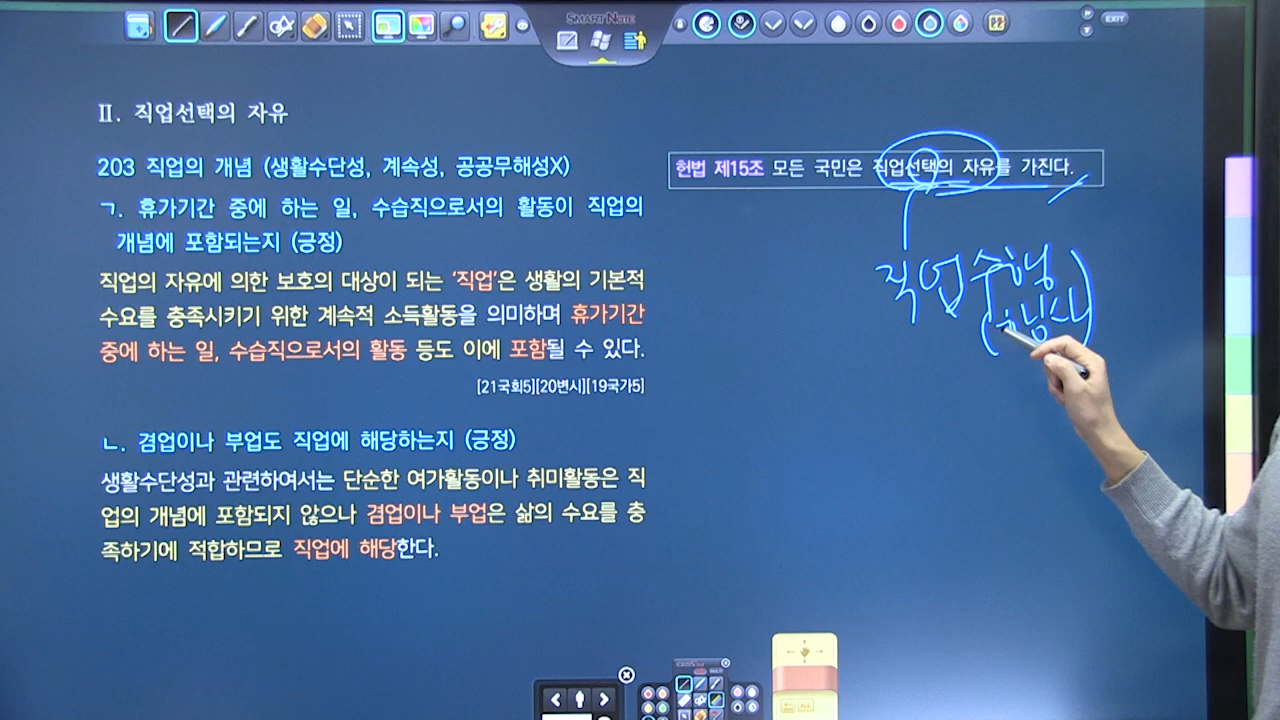 SMART NOTE
EXIT
II. 직업선택의 자유
203 직업의 개념 (생활수단성, 계속성, 공공무해성X)
ㄱ. 휴가기간 중에 하는 일, 수습직으로서의 활동이 직업의
개념에 포함되는지 (긍정)
직업의 자유에 의한 보호의 대상이 되는 ‘직업’은 생활의 기본적
수요를 충족시키기 위한 계속적 소득활동을 의미하며 휴가기간
중에 하는 일, 수습직으로서의 활동 등도 이에 포함될 수 있다.
[21국회5][20변시][19국가5]
ㄴ. 겸업이나 부업도 직업에 해당하는지 (긍정)
생활수단성과 관련하여서는 단순한 여가활동이나 취미활동은 직
업의 개념에 포함되지 않으나 겸업이나 부업은 삶의 수요를 충
족하기에 적합하므로 직업에 해당한다.
헌법 제15조 모든 국민은 직업선택의 자유를 가진다.
직업수행
ALL